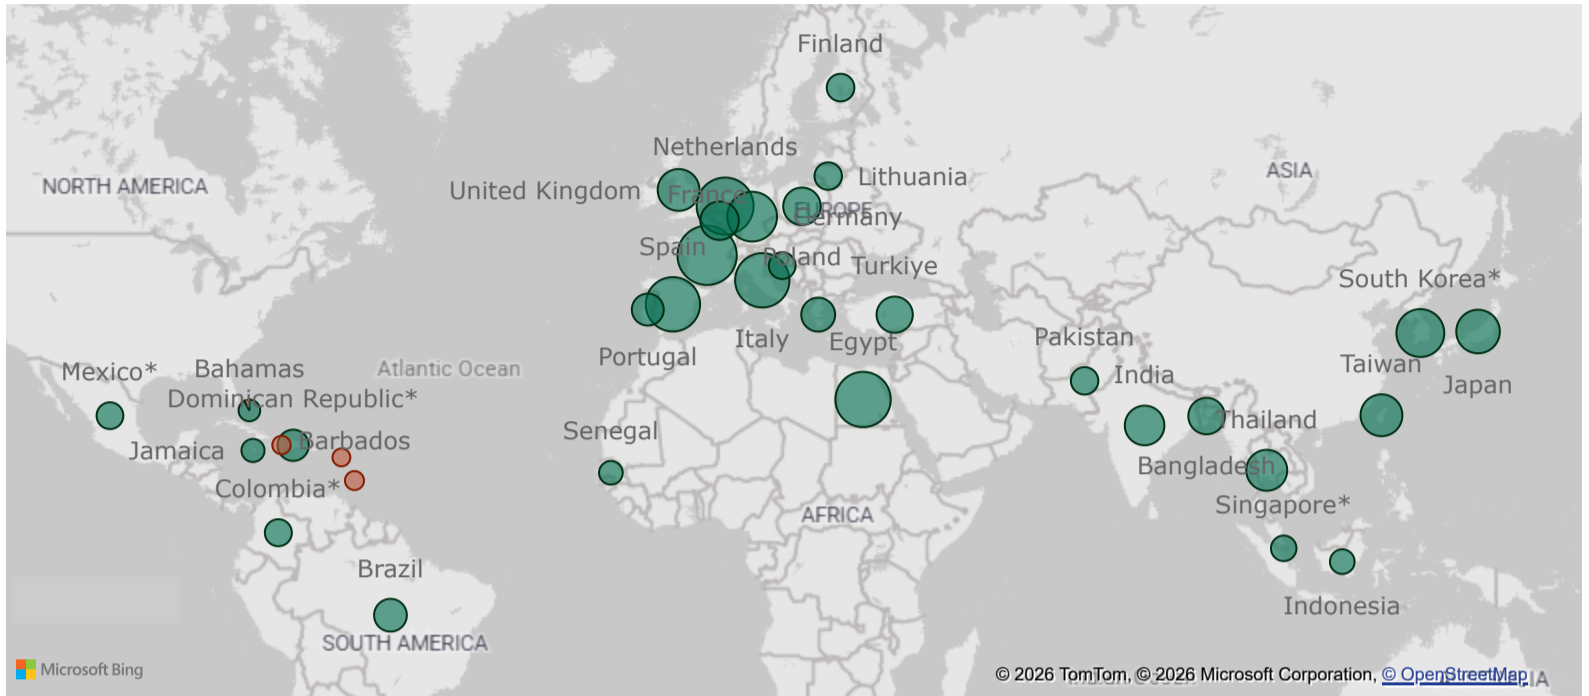 Finland
Netherlands
United Kingdom
France
Lithuania
ASIA
NORTH AMERICA
EUROPE
Germany
Spain
Poland
Turkiye
South Korea*
Italy
Egypt
Pakistan
Portugal
Taiwan
Japan
Mexico*
Bahamas
Atlantic Ocean
India
Dominican Republic*
Thailand
Senegal
Jamaica
Barbados
Bangladesh
Colombia*
Singapore*
AFRICA
Brazil
Indonesia
SOUTH AMERICA
Microsoft Bing
© 2026 TomTom, © 2026 Microsoft Corporation, © OpenStreetMap